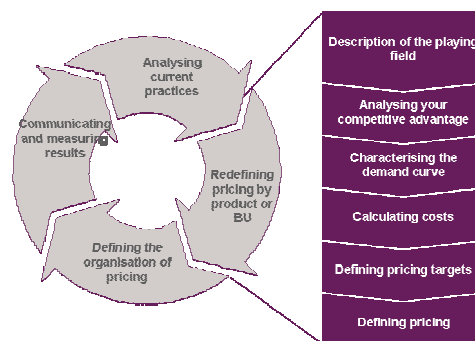 Analysing
current
practices
Communicating
and measuring
results
Redefining
pricing by
product or
BU
Defining the
organisation of
pricing
Description of the playing
field
Analysing your
competitive advantage
Characterising the
demand curve
Calculating costs
Defining pricing targets
Defining pricing